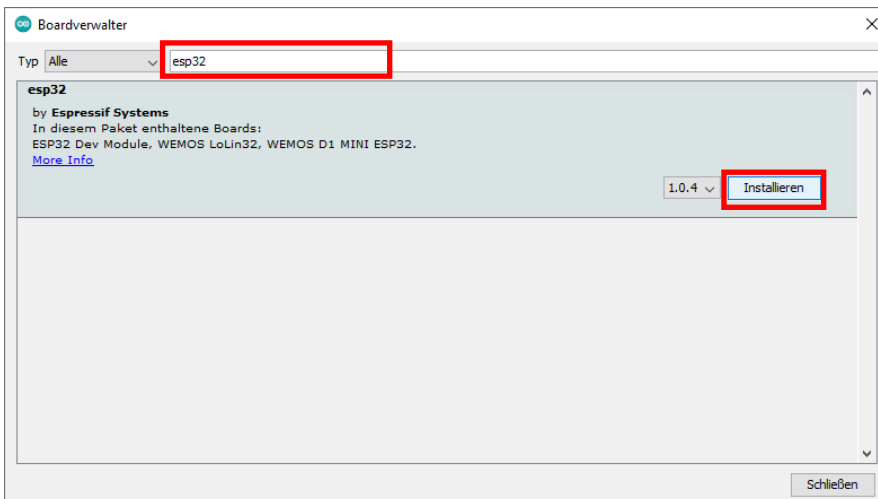 Boardverwalter
Typ Alle esp32
esp32
by Espressif Systems
In diesem Paket enthaltene Boards:
ESP32 Dev Module, WEMOS LoLin32, WEMOS D1 MINI ESP32.
More Info
1.0.4 Installieren
Schließen